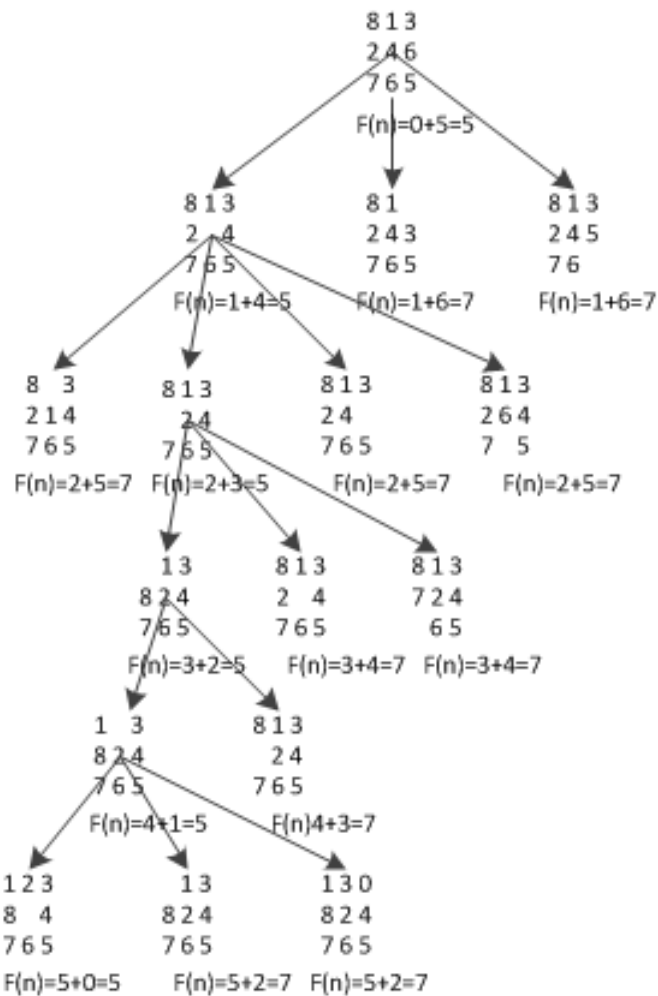 8 1 3
2 4 6
7 6 5
F(n)=0+5=5
8 1 3
2   4
7 6 5
F(n)=1+4=5
8 1
2 4 3
7 6 5
F(n)=1+6=7
8 1 3
2 4 5
7 6
F(n)=1+6=7
8   3
2 1 4
7 6 5
F(n)=2+5=7
8 1 3
  2 4
7 6 5
F(n)=2+3=5
8 1 3
2 4
7 6 5
F(n)=2+5=7
8 1 3
2 6 4
7   5
F(n)=2+5=7
  1 3
8 2 4
7 6 5
F(n)=3+2=5
8 1 3
2   4
7 6 5
F(n)=3+4=7
8 1 3
7 2 4
  6 5
F(n)=3+4=7
1   3
8 2 4
7 6 5
F(n)=4+1=5
8 1 3
  2 4
7 6 5
F(n)4+3=7
1 2 3
8   4
7 6 5
F(n)=5+0=5
  1 3
8 2 4
7 6 5
F(n)=5+2=7
1 3 0
8 2 4
7 6 5
F(n)=5+2=7